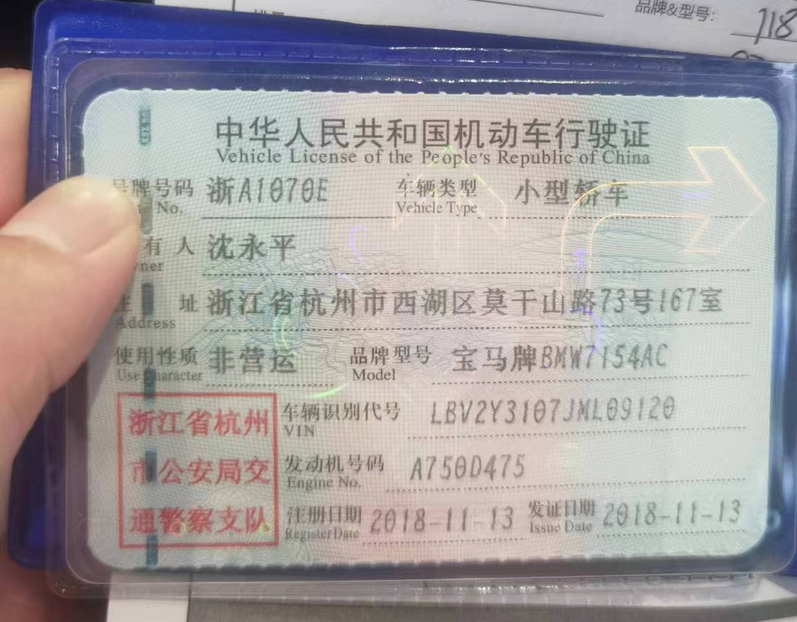 品牌&型号:
118
中华人民共和国机动车行驶证
Vehicle License of the People's Republic of China
号牌号码 浙A1070E 车辆类型 小型轿车
No. Vehicle Type
有人 沈永平
Owner
住 址 浙江省杭州市西湖区莫干山路73号167室
Address
使用性质 非营运 品牌型号 宝马牌BMW7154AC
Use Character Model
浙江省杭州
市公安局交
通警察支队
车辆识别代号 LBV2Y3107JML09120
VIN
发动机号码 A750D475
Engine No.
注册日期 2018-11-13 发证日期 2018-11-13
Register Date Issue Date